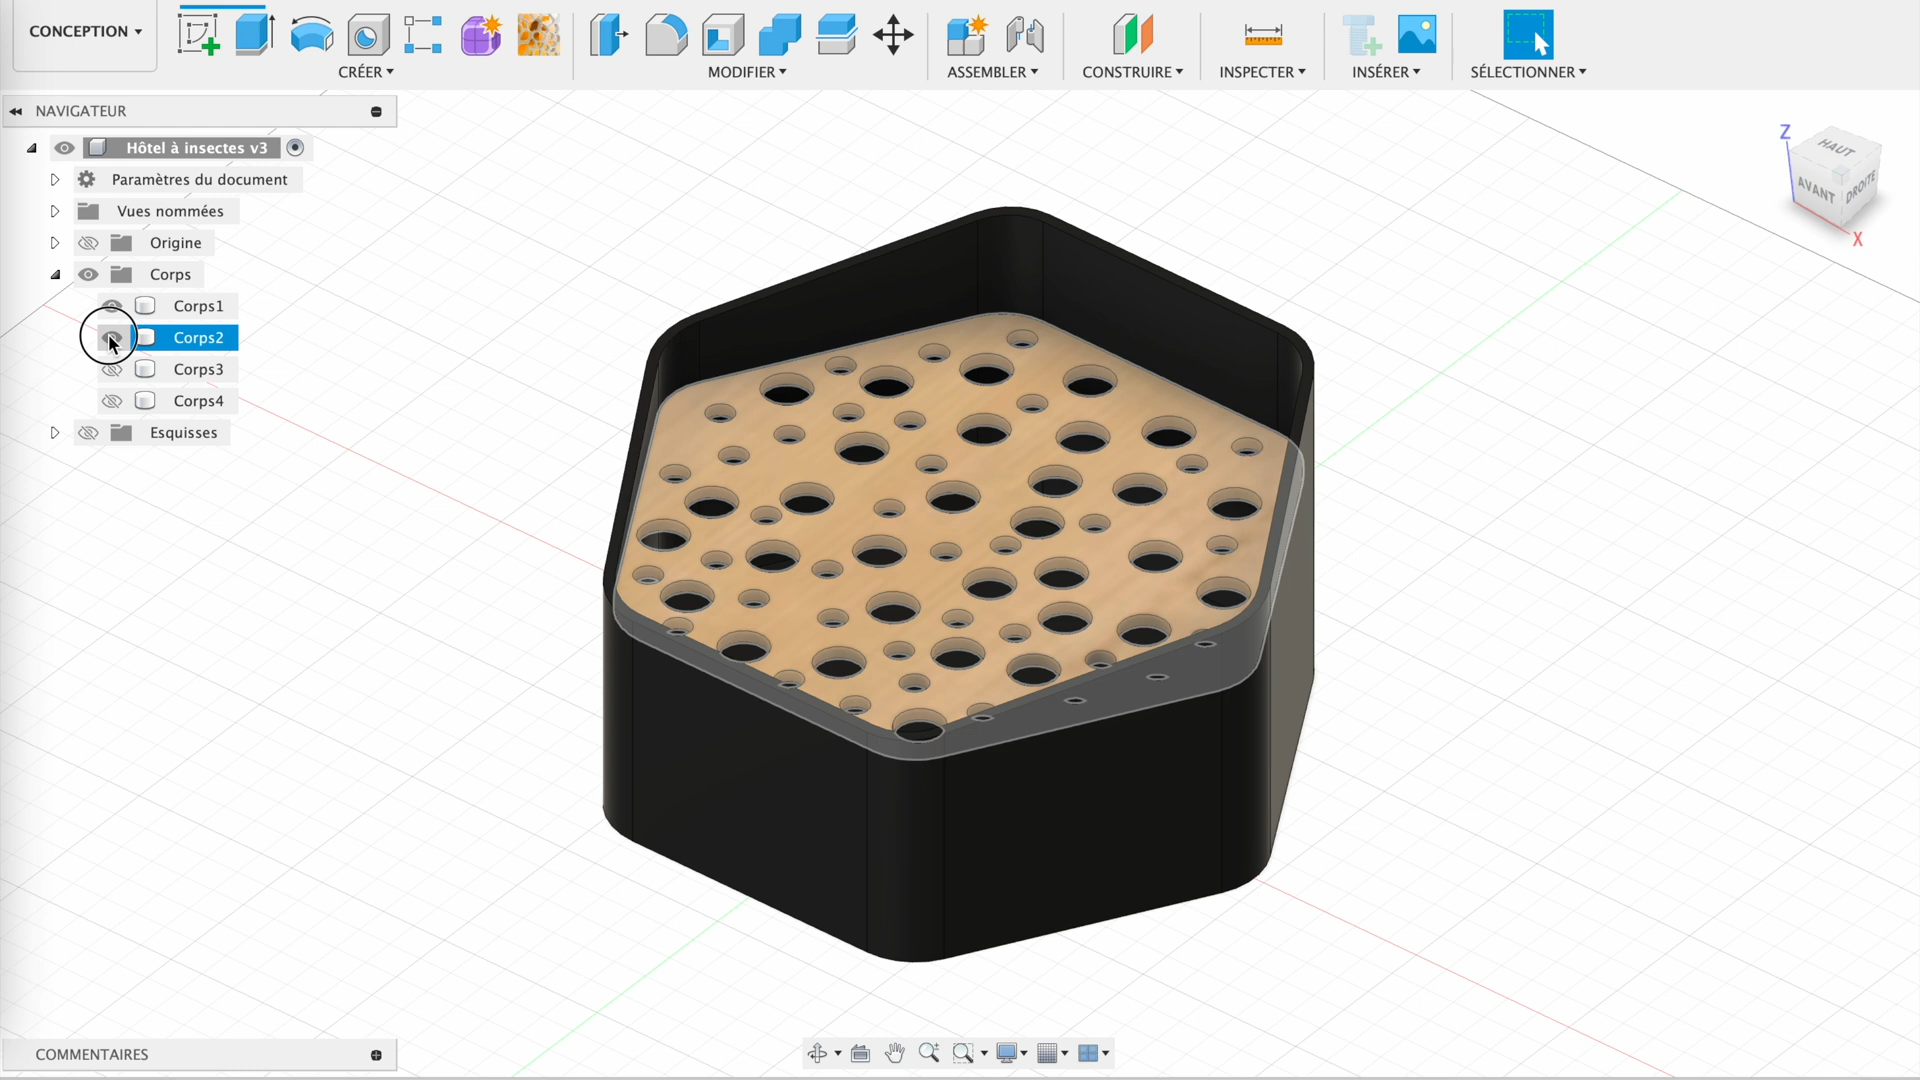 CONCEPTION
CRÉER
MODIFIER
ASSEMBLER
CONSTRUIRE
INSPECTER
INSÉRER
SÉLECTIONNER
NAVIGATEUR
Hôtel à insectes v3
Paramètres du document
Vues nommées
Origine
Corps
Corps1
Corps2
Corps3
Corps4
Esquisses
Z
HAUT
AVANT
DROITE
X
COMMENTAIRES